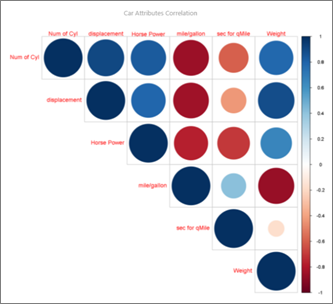 Car Attributes Correlation
Num of Cyl displacement Horse Power mile/gallon sec for qMile Weight
Num of Cyl
displacement
Horse Power
mile/gallon
sec for qMile
Weight
1
0.8
0.6
0.4
0.2
0
-0.2
-0.4
-0.6
-0.8
-1